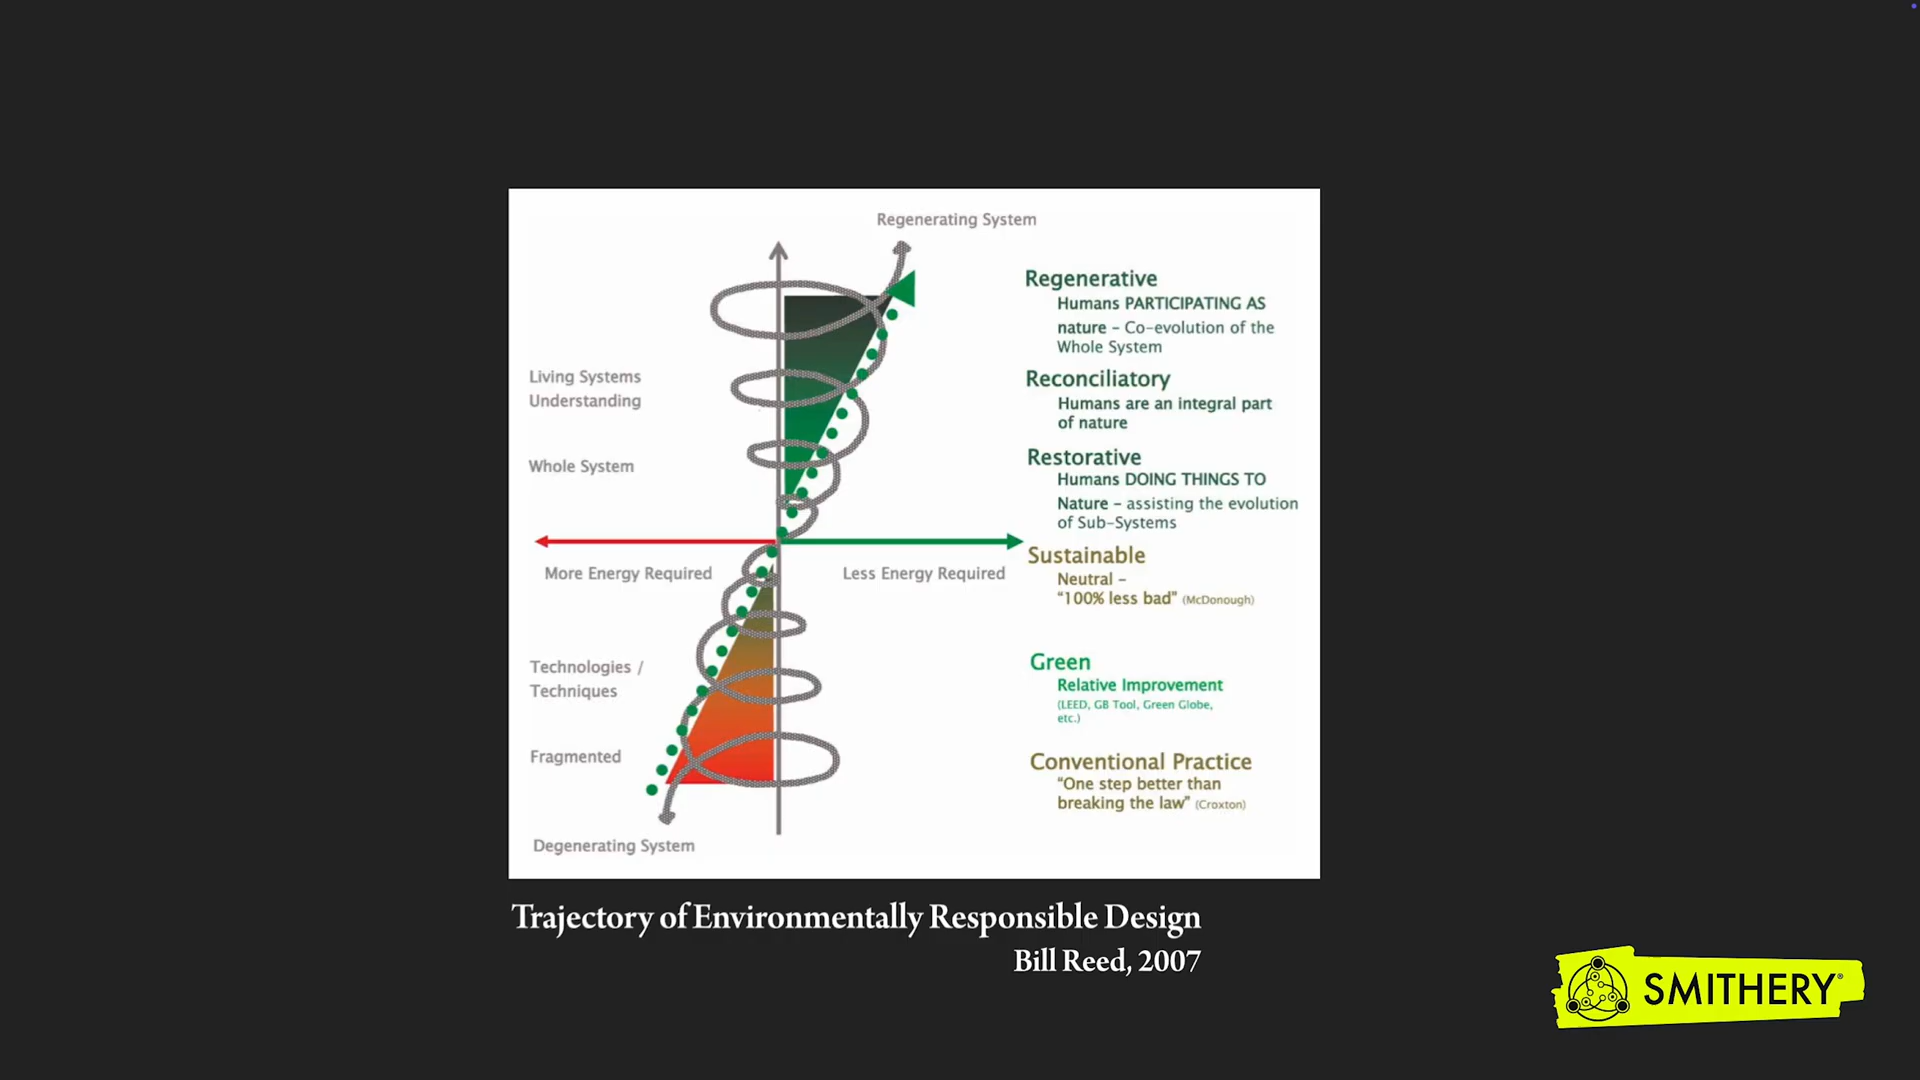 Regenerating System
Regenerative
Humans PARTICIPATING AS
nature – Co-evolution of the
Whole System
Living Systems
Understanding
Reconciliatory
Humans are an integral part
of nature
Whole System
Restorative
Humans DOING THINGS TO
Nature – assisting the evolution
of Sub-Systems
More Energy Required
Less Energy Required
Sustainable
Neutral –
“100% less bad” (McDonough)
Technologies /
Techniques
Green
Relative Improvement
(LEED, GB Tool, Green Globe,
etc.)
Fragmented
Conventional Practice
“One step better than
breaking the law” (Croxton)
Degenerating System
Trajectory of Environmentally Responsible Design
Bill Reed, 2007
SMITHERY®